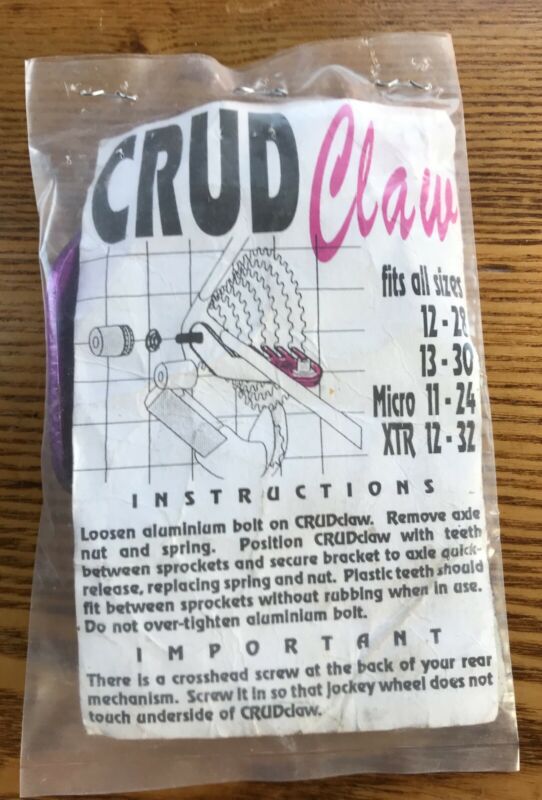 CRUD Claw
fits all sizes
12-28
13-30
Micro 11-24
XTR 12-32
INSTRUCTIONS
Loosen aluminium bolt on CRUDclaw. Remove axle
nut and spring. Position CRUDclaw with teeth
between sprockets and secure bracket to axle quick-
release, replacing spring and nut. Plastic teeth should
fit between sprockets without rubbing when in use.
Do not over-tighten aluminium bolt.
IMPORTANT
There is a crosshead screw at the back of your rear
mechanism. Screw it in so that jockey wheel does not
touch underside of CRUDclaw.